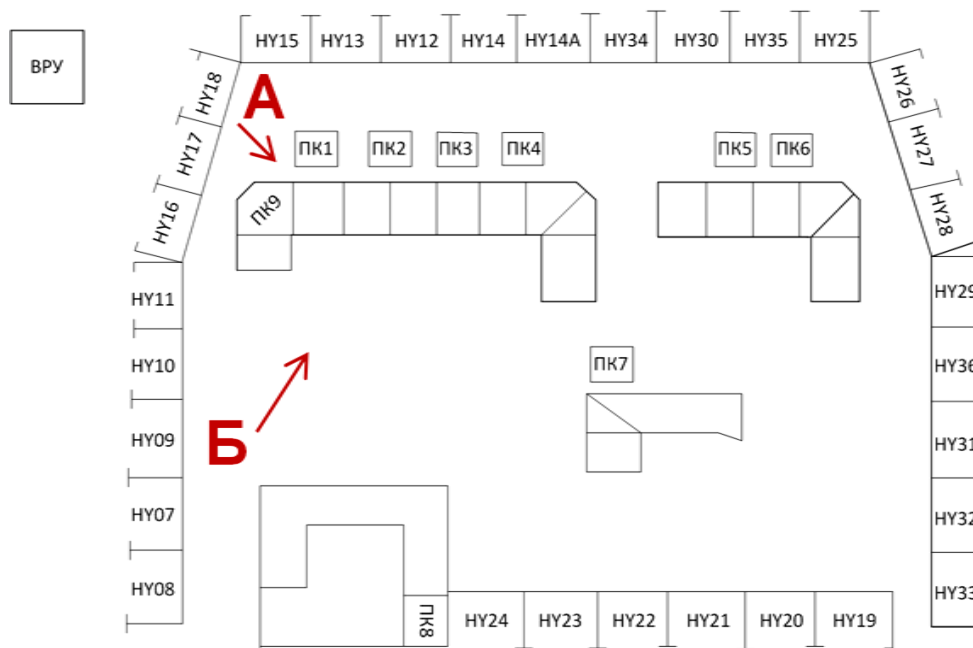 ВРУ
НУ15 НУ13 НУ12 НУ14 НУ14А НУ34 НУ30 НУ35 НУ25
НУ18
НУ17
НУ16
НУ26
НУ27
НУ28
А
ПК1 ПК2 ПК3 ПК4 ПК5 ПК6
ПК9
НУ11
НУ10
НУ09
НУ07
НУ08
НУ29
НУ36
НУ31
НУ32
НУ33
ПК7
Б
ПК8
НУ24 НУ23 НУ22 НУ21 НУ20 НУ19